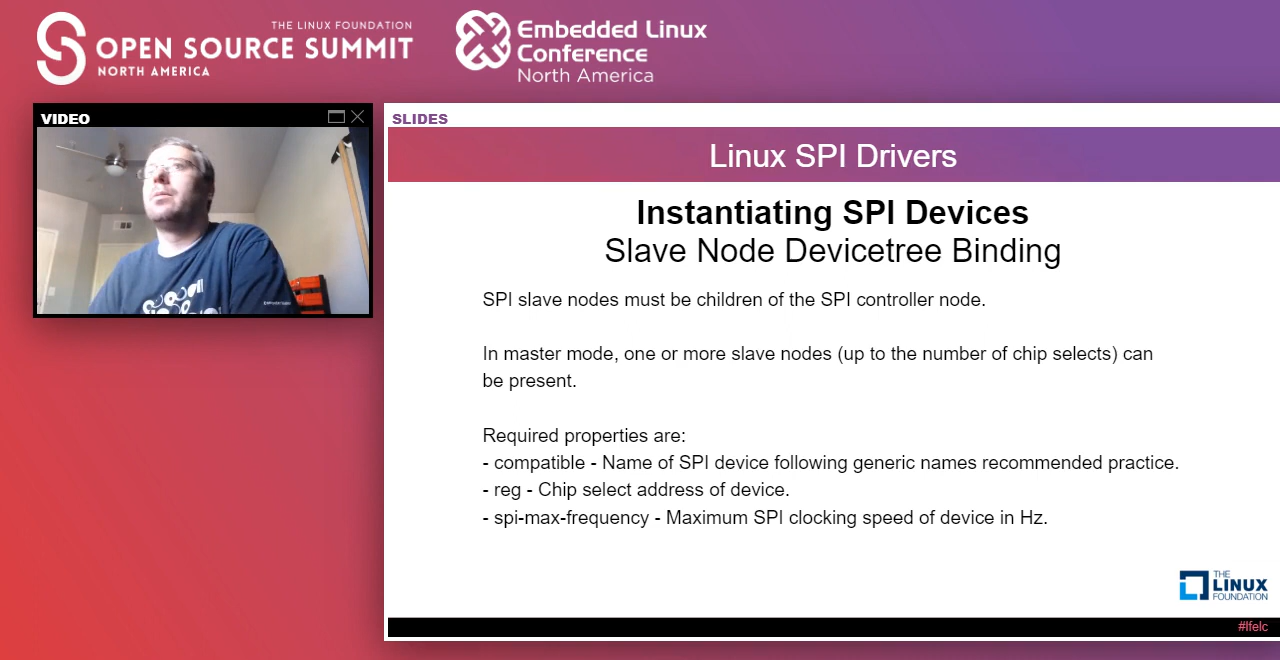 THE LINUX FOUNDATION
OPEN SOURCE SUMMIT
NORTH AMERICA
Embedded Linux
Conference
North America
VIDEO
SLIDES
Linux SPI Drivers
Instantiating SPI Devices
Slave Node Devicetree Binding
SPI slave nodes must be children of the SPI controller node.
In master mode, one or more slave nodes (up to the number of chip selects) can
be present.
Required properties are:
- compatible - Name of SPI device following generic names recommended practice.
- reg - Chip select address of device.
- spi-max-frequency - Maximum SPI clocking speed of device in Hz.
THE
LINUX
FOUNDATION
#lfelc